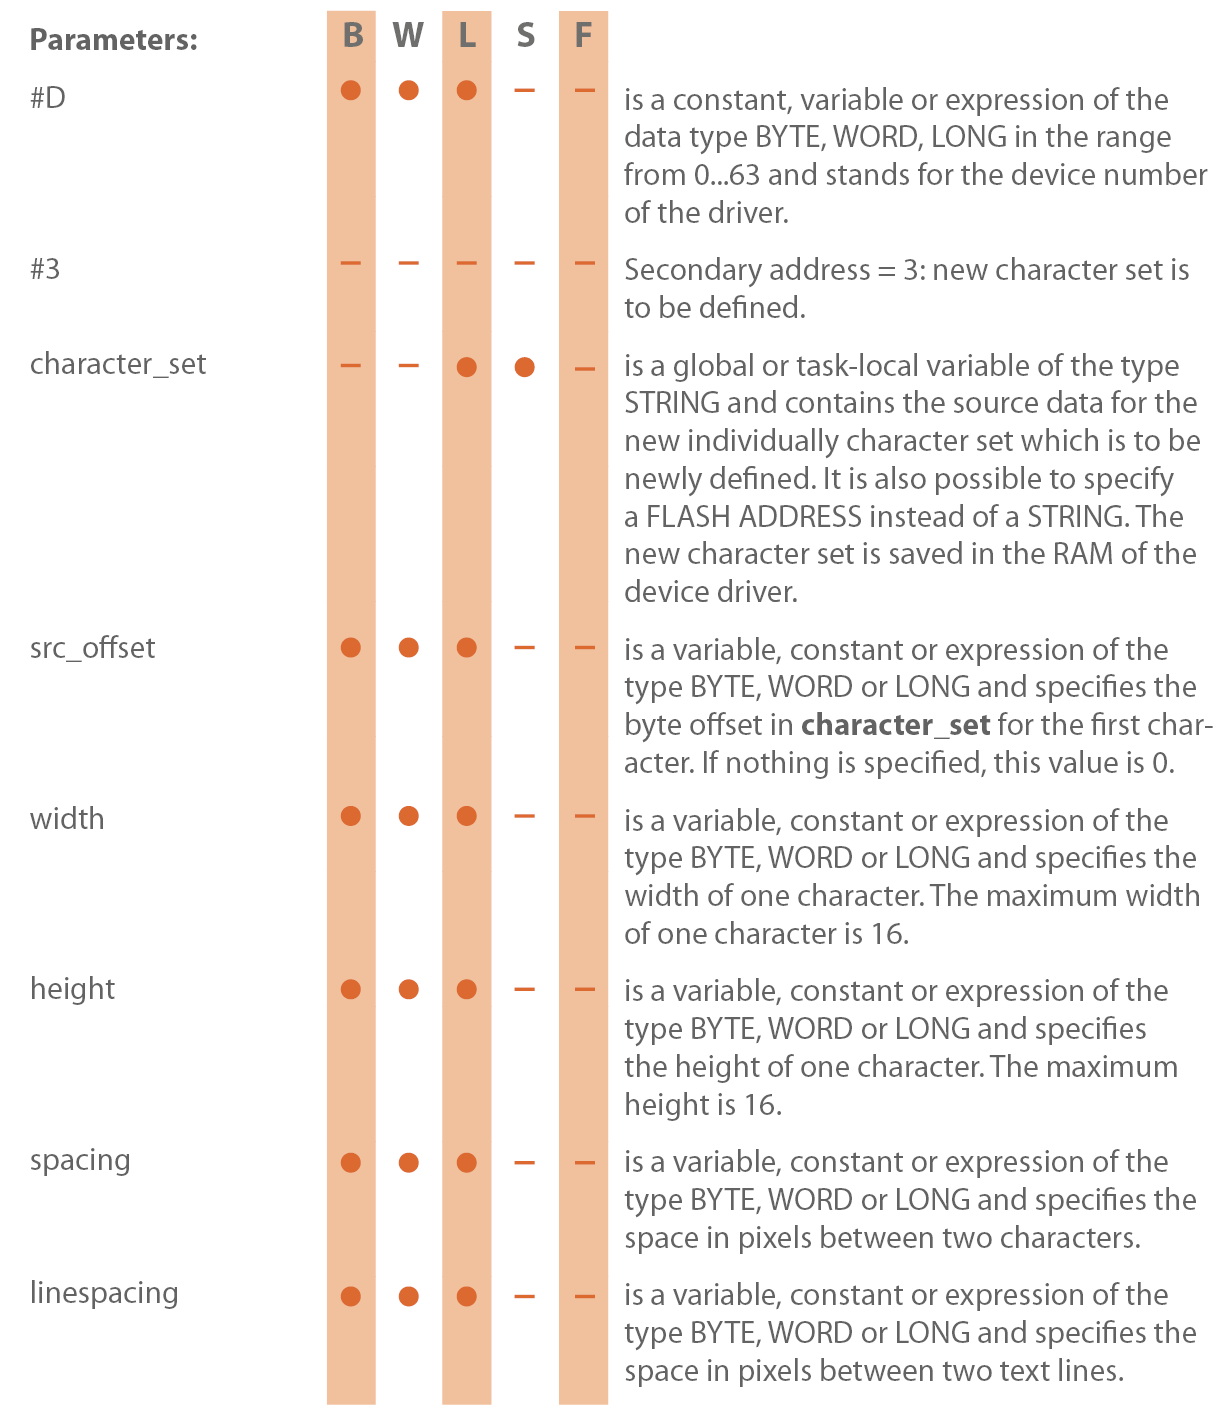 Parameters: B W L S F
#D ● ● ● – – is a constant, variable or expression of the
data type BYTE, WORD, LONG in the range
from 0...63 and stands for the device number
of the driver.
#3 – – – – – Secondary address = 3: new character set is
to be defined.
character_set – – ● ● – is a global or task-local variable of the type
STRING and contains the source data for the
new individually character set which is to be
newly defined. It is also possible to specify
a FLASH ADDRESS instead of a STRING. The
new character set is saved in the RAM of the
device driver.
src_offset ● ● ● – – is a variable, constant or expression of the
type BYTE, WORD or LONG and specifies the
byte offset in character_set for the first char-
acter. If nothing is specified, this value is 0.
width ● ● ● – – is a variable, constant or expression of the
type BYTE, WORD or LONG and specifies the
width of one character. The maximum width
of one character is 16.
height ● ● ● – – is a variable, constant or expression of the
type BYTE, WORD or LONG and specifies
the height of one character. The maximum
height is 16.
spacing ● ● ● – – is a variable, constant or expression of the
type BYTE, WORD or LONG and specifies the
space in pixels between two characters.
linespacing ● ● ● – – is a variable, constant or expression of the
type BYTE, WORD or LONG and specifies the
space in pixels between two text lines.